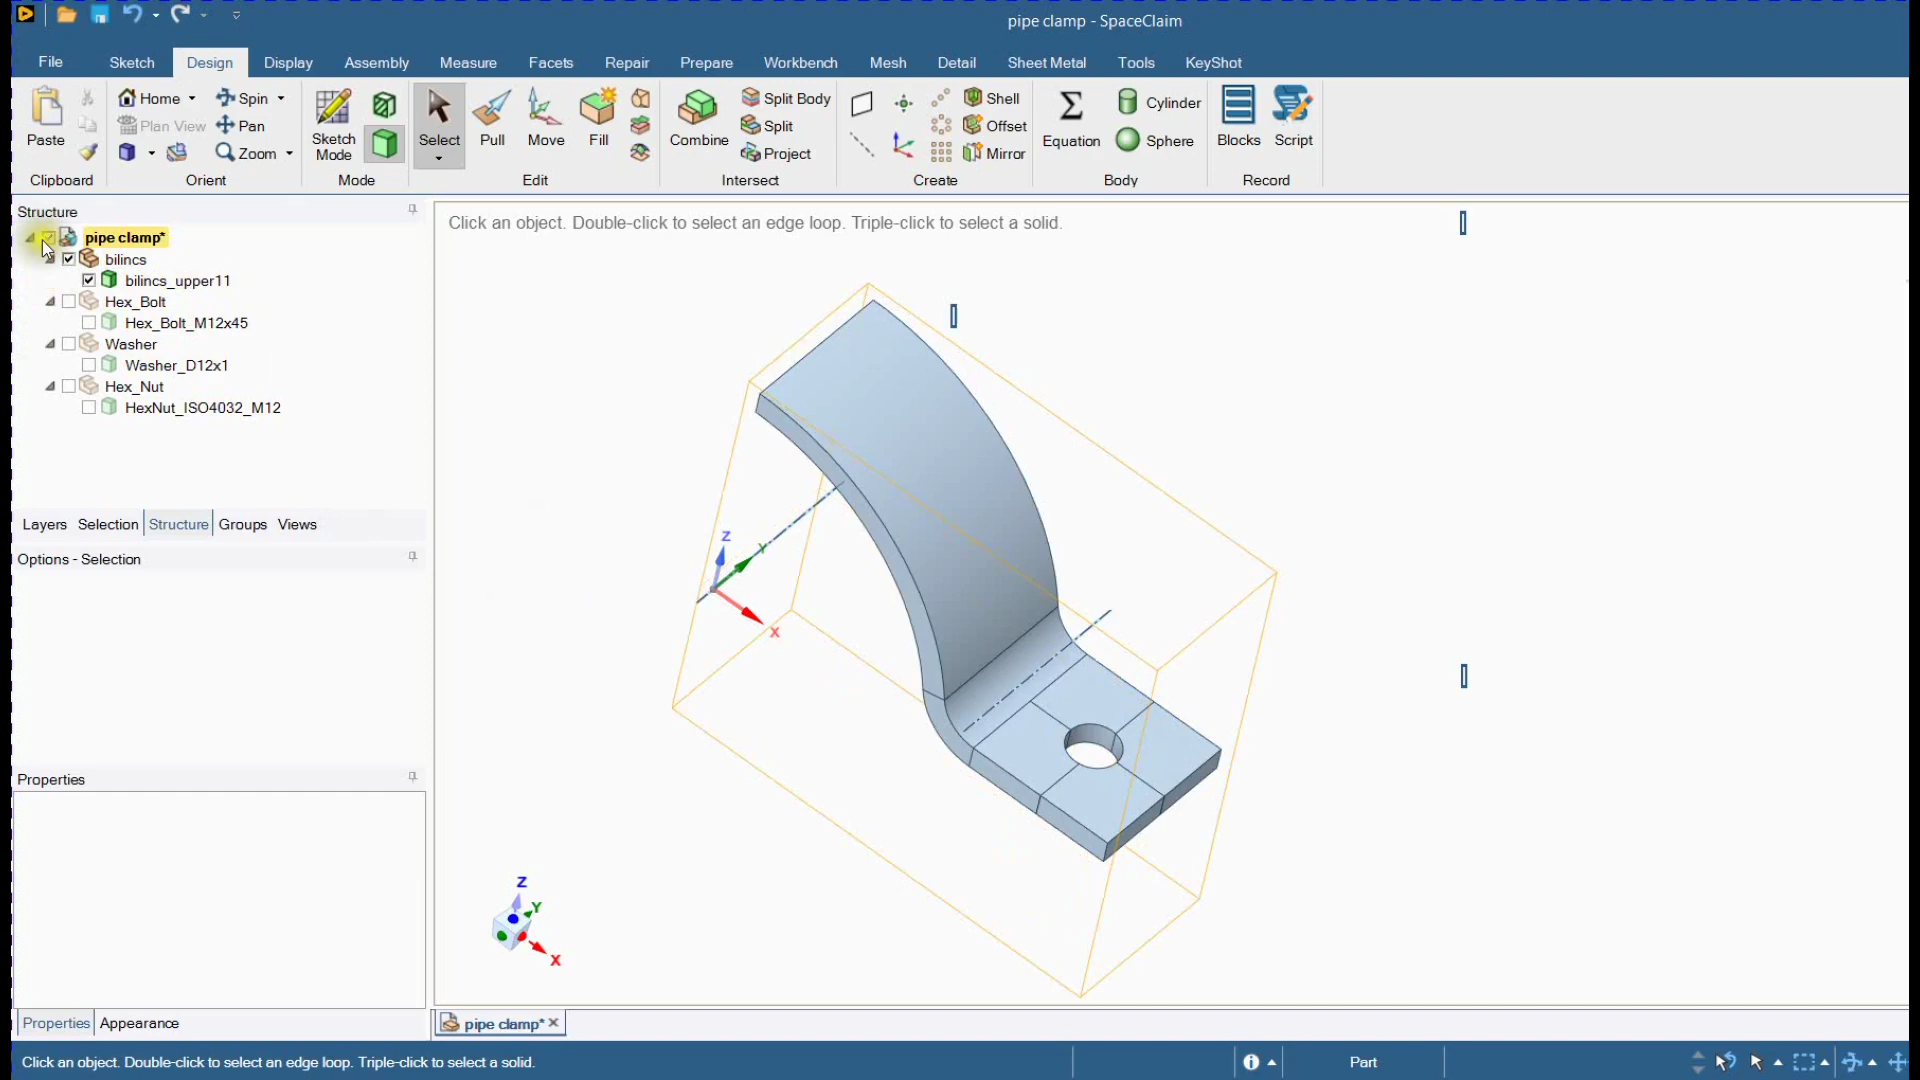 pipe clamp - SpaceClaim
File Sketch Design Display Assembly Measure Facets Repair Prepare Workbench Mesh Detail Sheet Metal Tools KeyShot
Paste
Clipboard
Home
Spin
Plan View
Pan
Zoom
Orient
Sketch Mode
Mode
Select
Pull
Move
Fill
Edit
Combine
Split Body
Split
Project
Intersect
Shell
Offset
Mirror
Create
Equation
Cylinder
Sphere
Body
Blocks
Script
Record
Structure
pipe clamp*
bilincs
bilincs_upper11
Hex_Bolt
Hex_Bolt_M12x45
Washer
Washer_D12x1
Hex_Nut
HexNut_ISO4032_M12
Layers Selection Structure Groups Views
Options - Selection
Properties
Properties Appearance
Click an object. Double-click to select an edge loop. Triple-click to select a solid.
Z
Y
X
Z
Y
X
pipe clamp*
Click an object. Double-click to select an edge loop. Triple-click to select a solid.
Part